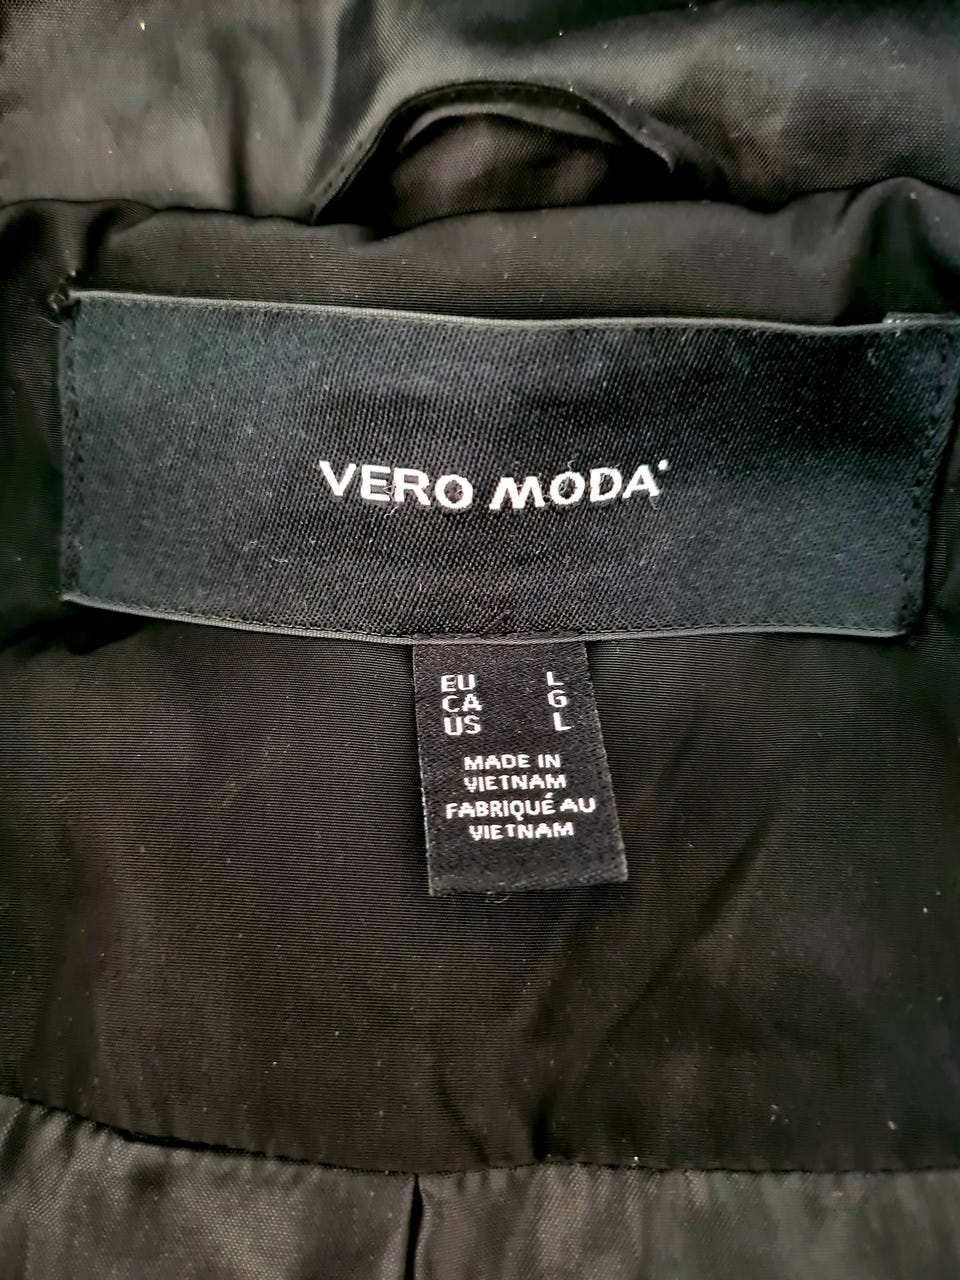 VERO MODA
EU L
CA G
US L
MADE IN
VIETNAM
FABRIQUÉ AU
VIETNAM